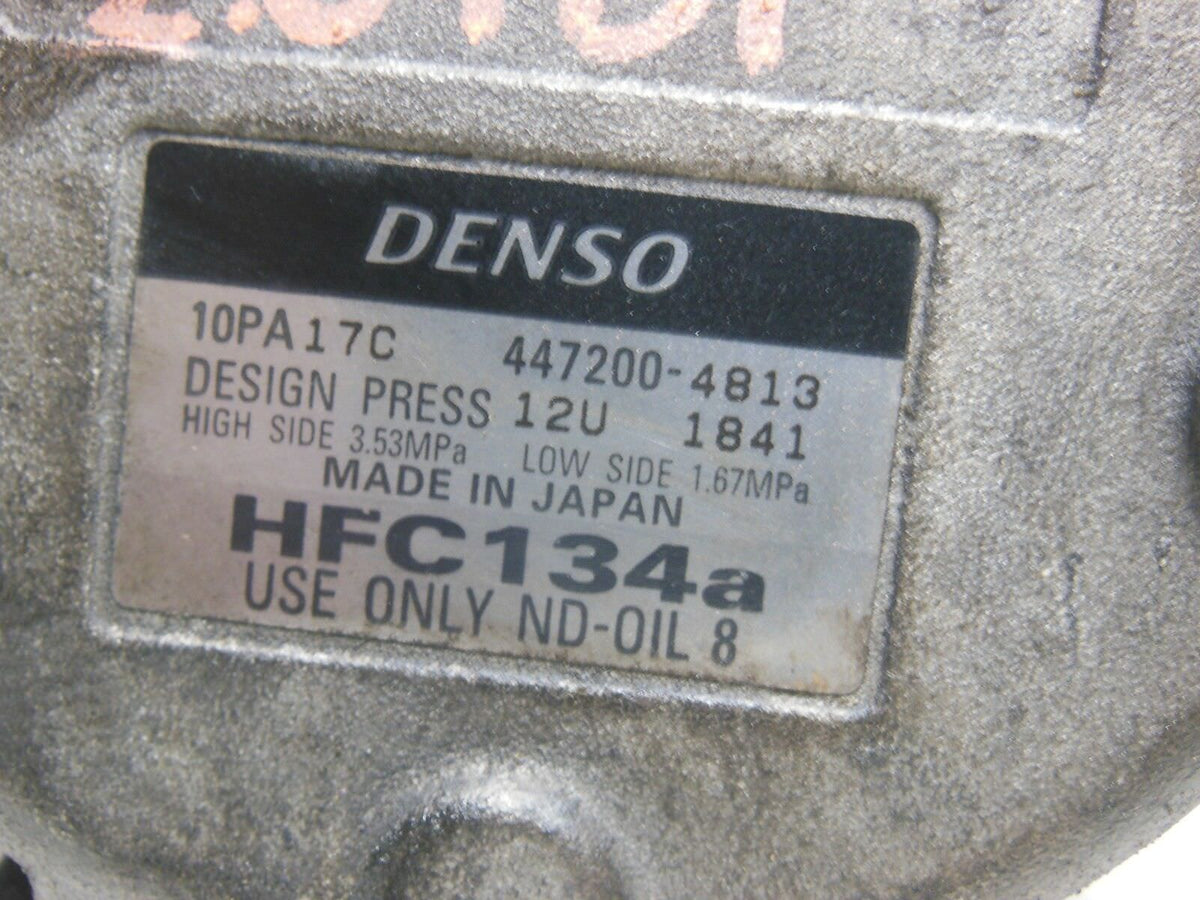 DENSO
10PA17C 447200-4813
DESIGN PRESS 12U 1841
HIGH SIDE 3.53MPa LOW SIDE 1.67MPa
MADE IN JAPAN
HFC134a
USE ONLY ND-OIL 8